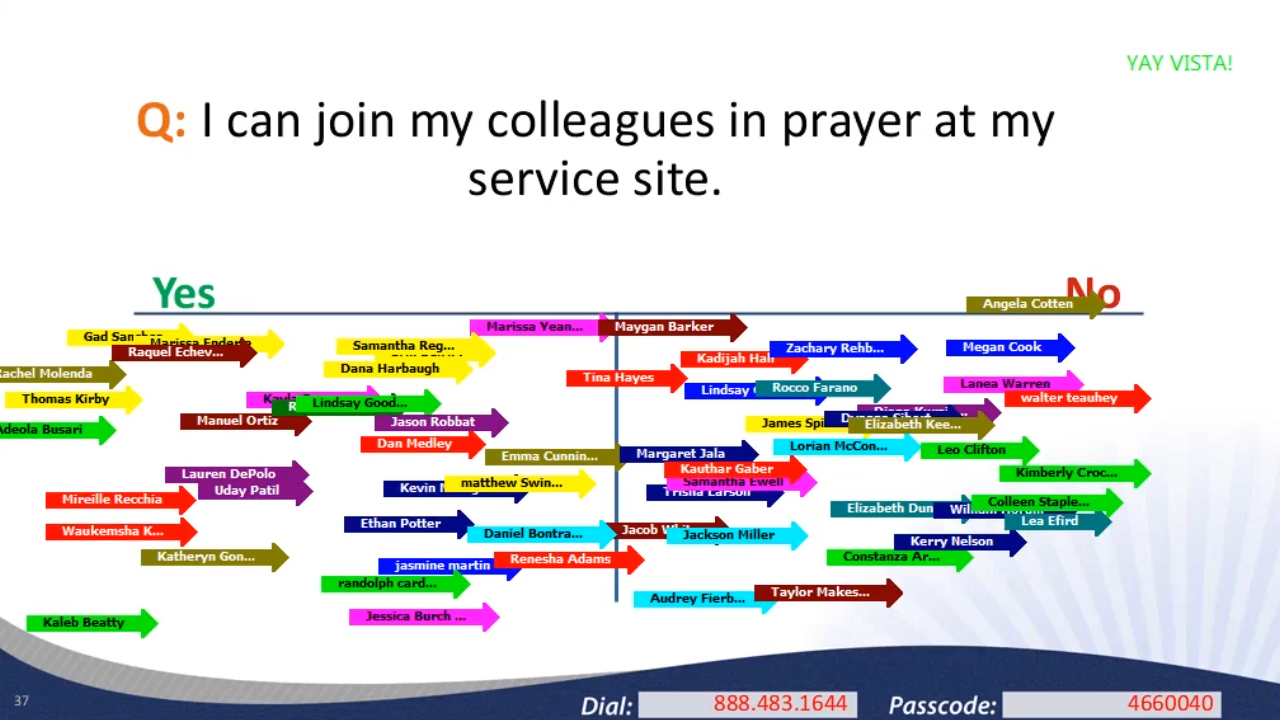 YAY VISTA!
Q: I can join my colleagues in prayer at my
service site.
Yes
No
Angela Cotten
Marissa Yean...
Maygan Barker
Gad
Samantha Reg...
Raquel Echev...
Zachary Rehb...
Megan Cook
Kadijah
Dana Harbaugh
Rachel Molenda
Tina Hayes
Lanea Warren
Lindsay
Rocco Farano
Thomas Kirby
walter teauhey
Lindsay Good...
Manuel Ortiz
Jason Robbat
James
Elizabeth Kee...
Adeola Busari
Dan Medley
Lorian McCon...
Leo Clifton
Emma Cunnin...
Margaret Jala
Kauthar Gaber
Kimberly Croc...
Lauren DePolo
Samantha Ewell
Uday Patil
Kevin
matthew Swin...
Trisha Larson
Mireille Recchia
Colleen Staple...
Elizabeth
Lea Efird
Ethan Potter
Waukemsha K...
Daniel Bontra...
Jacob
Jackson Miller
Kerry Nelson
Katheryn Gon...
Renesha Adams
Constanza Ar...
jasmine martin
randolph card...
Taylor Makes...
Audrey Fierb...
Jessica Burch ...
Kaleb Beatty
37
Dial: 888.483.1644 Passcode: 4660040